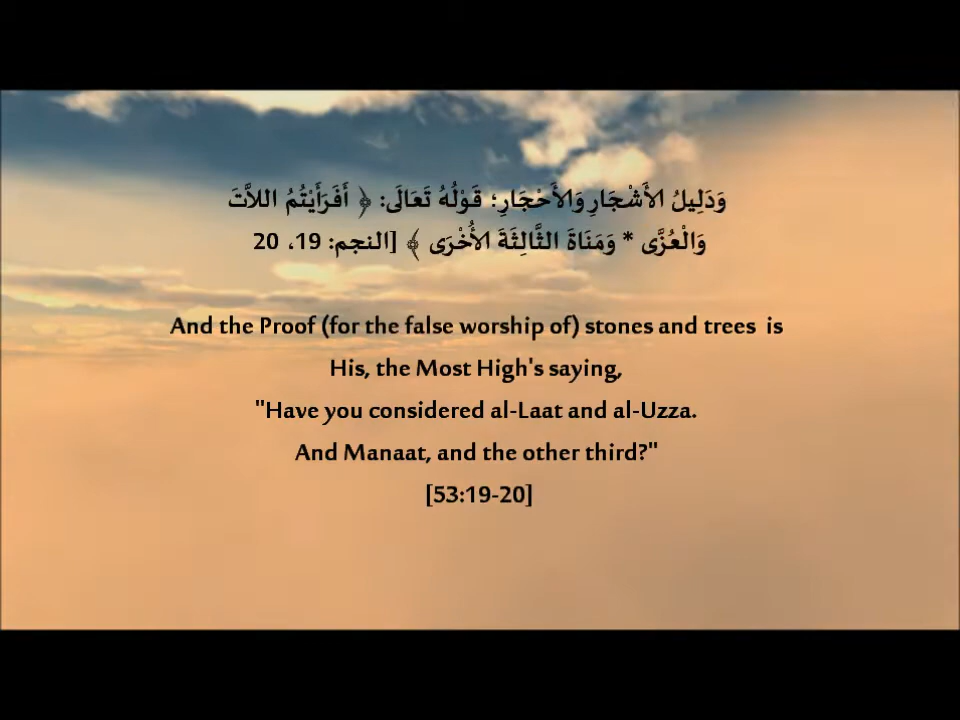 وَدَلِيلُ الأَشْجَارِ وَالأَحْجَارِ؛ قَوْلُهُ تَعَالَى: ﴿ أَفَرَأَيْتُمُ اللاَّتَ
وَالْعُزَّى * وَمَنَاةَ الثَّالِثَةَ الأُخْرَى ﴾ [النجم: 19، 20
And the Proof (for the false worship of) stones and trees is
His, the Most High's saying,
"Have you considered al-Laat and al-Uzza.
And Manaat, and the other third?"
[53:19-20]